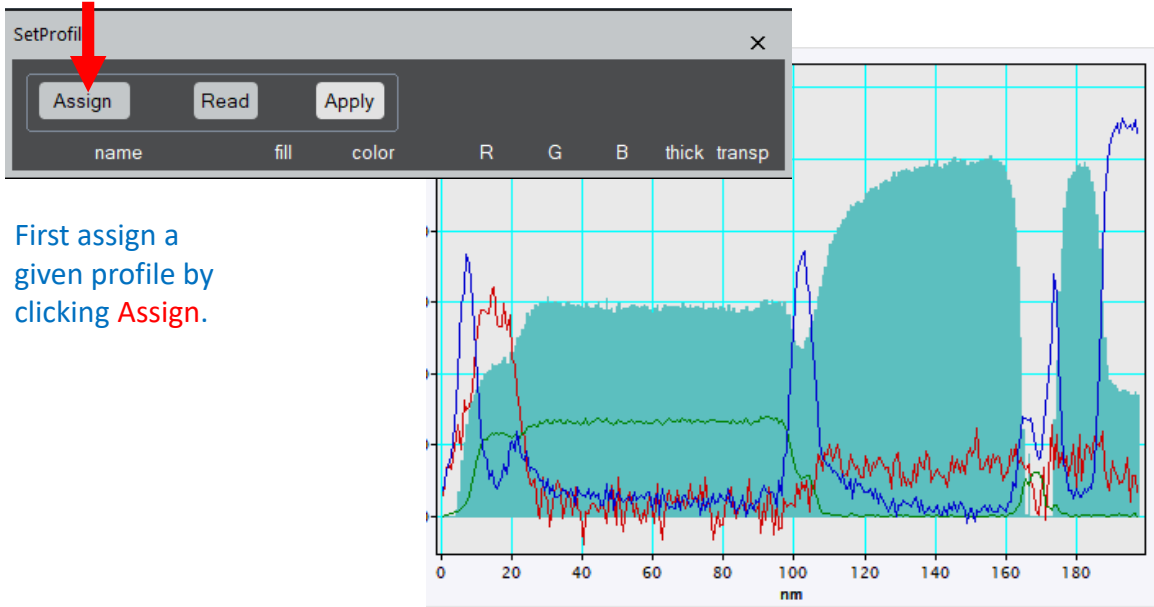 SetProfil
Assign Read Apply
name fill color R G B thick transp
First assign a
given profile by
clicking Assign.
0 20 40 60 80 100 120 140 160 180
nm